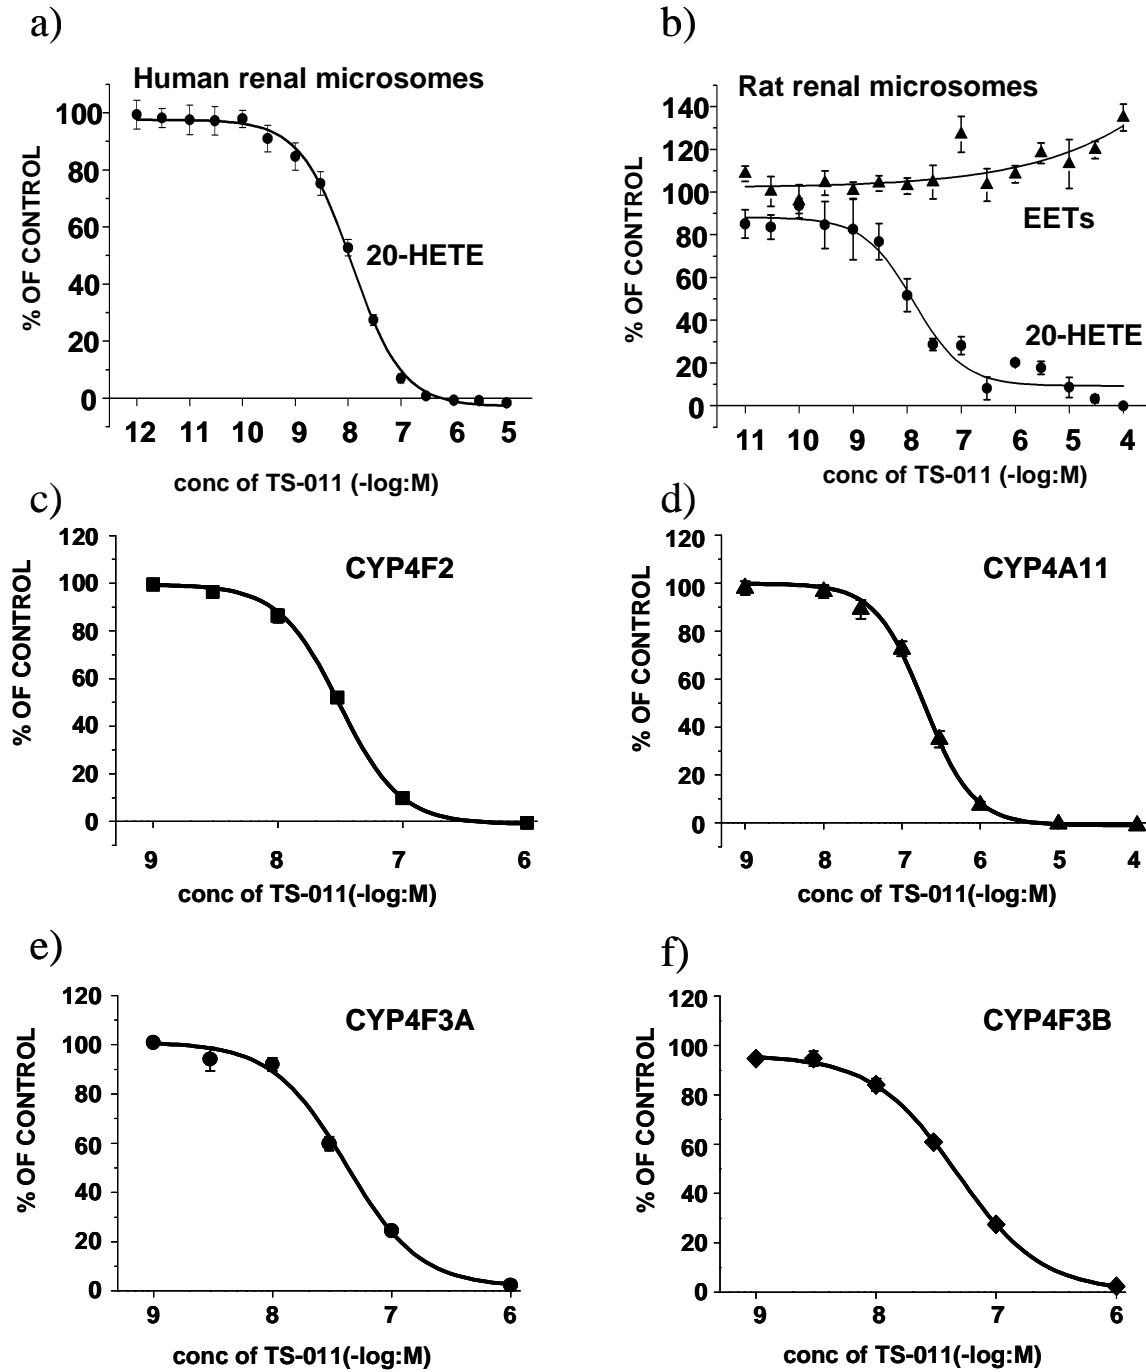 a)
Human renal microsomes
100
80
60
40
20
0
% OF CONTROL
20-HETE
12 11 10 9 8 7 6 5
conc of TS-011 (-log:M)
b)
Rat renal microsomes
140
120
100
80
60
40
20
0
% OF CONTROL
EETs
20-HETE
11 10 9 8 7 6 5 4
conc of TS-011 (-log:M)
c)
CYP4F2
120
100
80
60
40
20
0
% OF CONTROL
9 8 7 6
conc of TS-011(-log:M)
d)
CYP4A11
120
100
80
60
40
20
0
% OF CONTROL
9 8 7 6 5 4
conc of TS-011(-log:M)
e)
CYP4F3A
120
100
80
60
40
20
0
% OF CONTROL
9 8 7 6
conc of TS-011(-log:M)
f)
CYP4F3B
120
100
80
60
40
20
0
% OF CONTROL
9 8 7 6
conc of TS-011(-log:M)